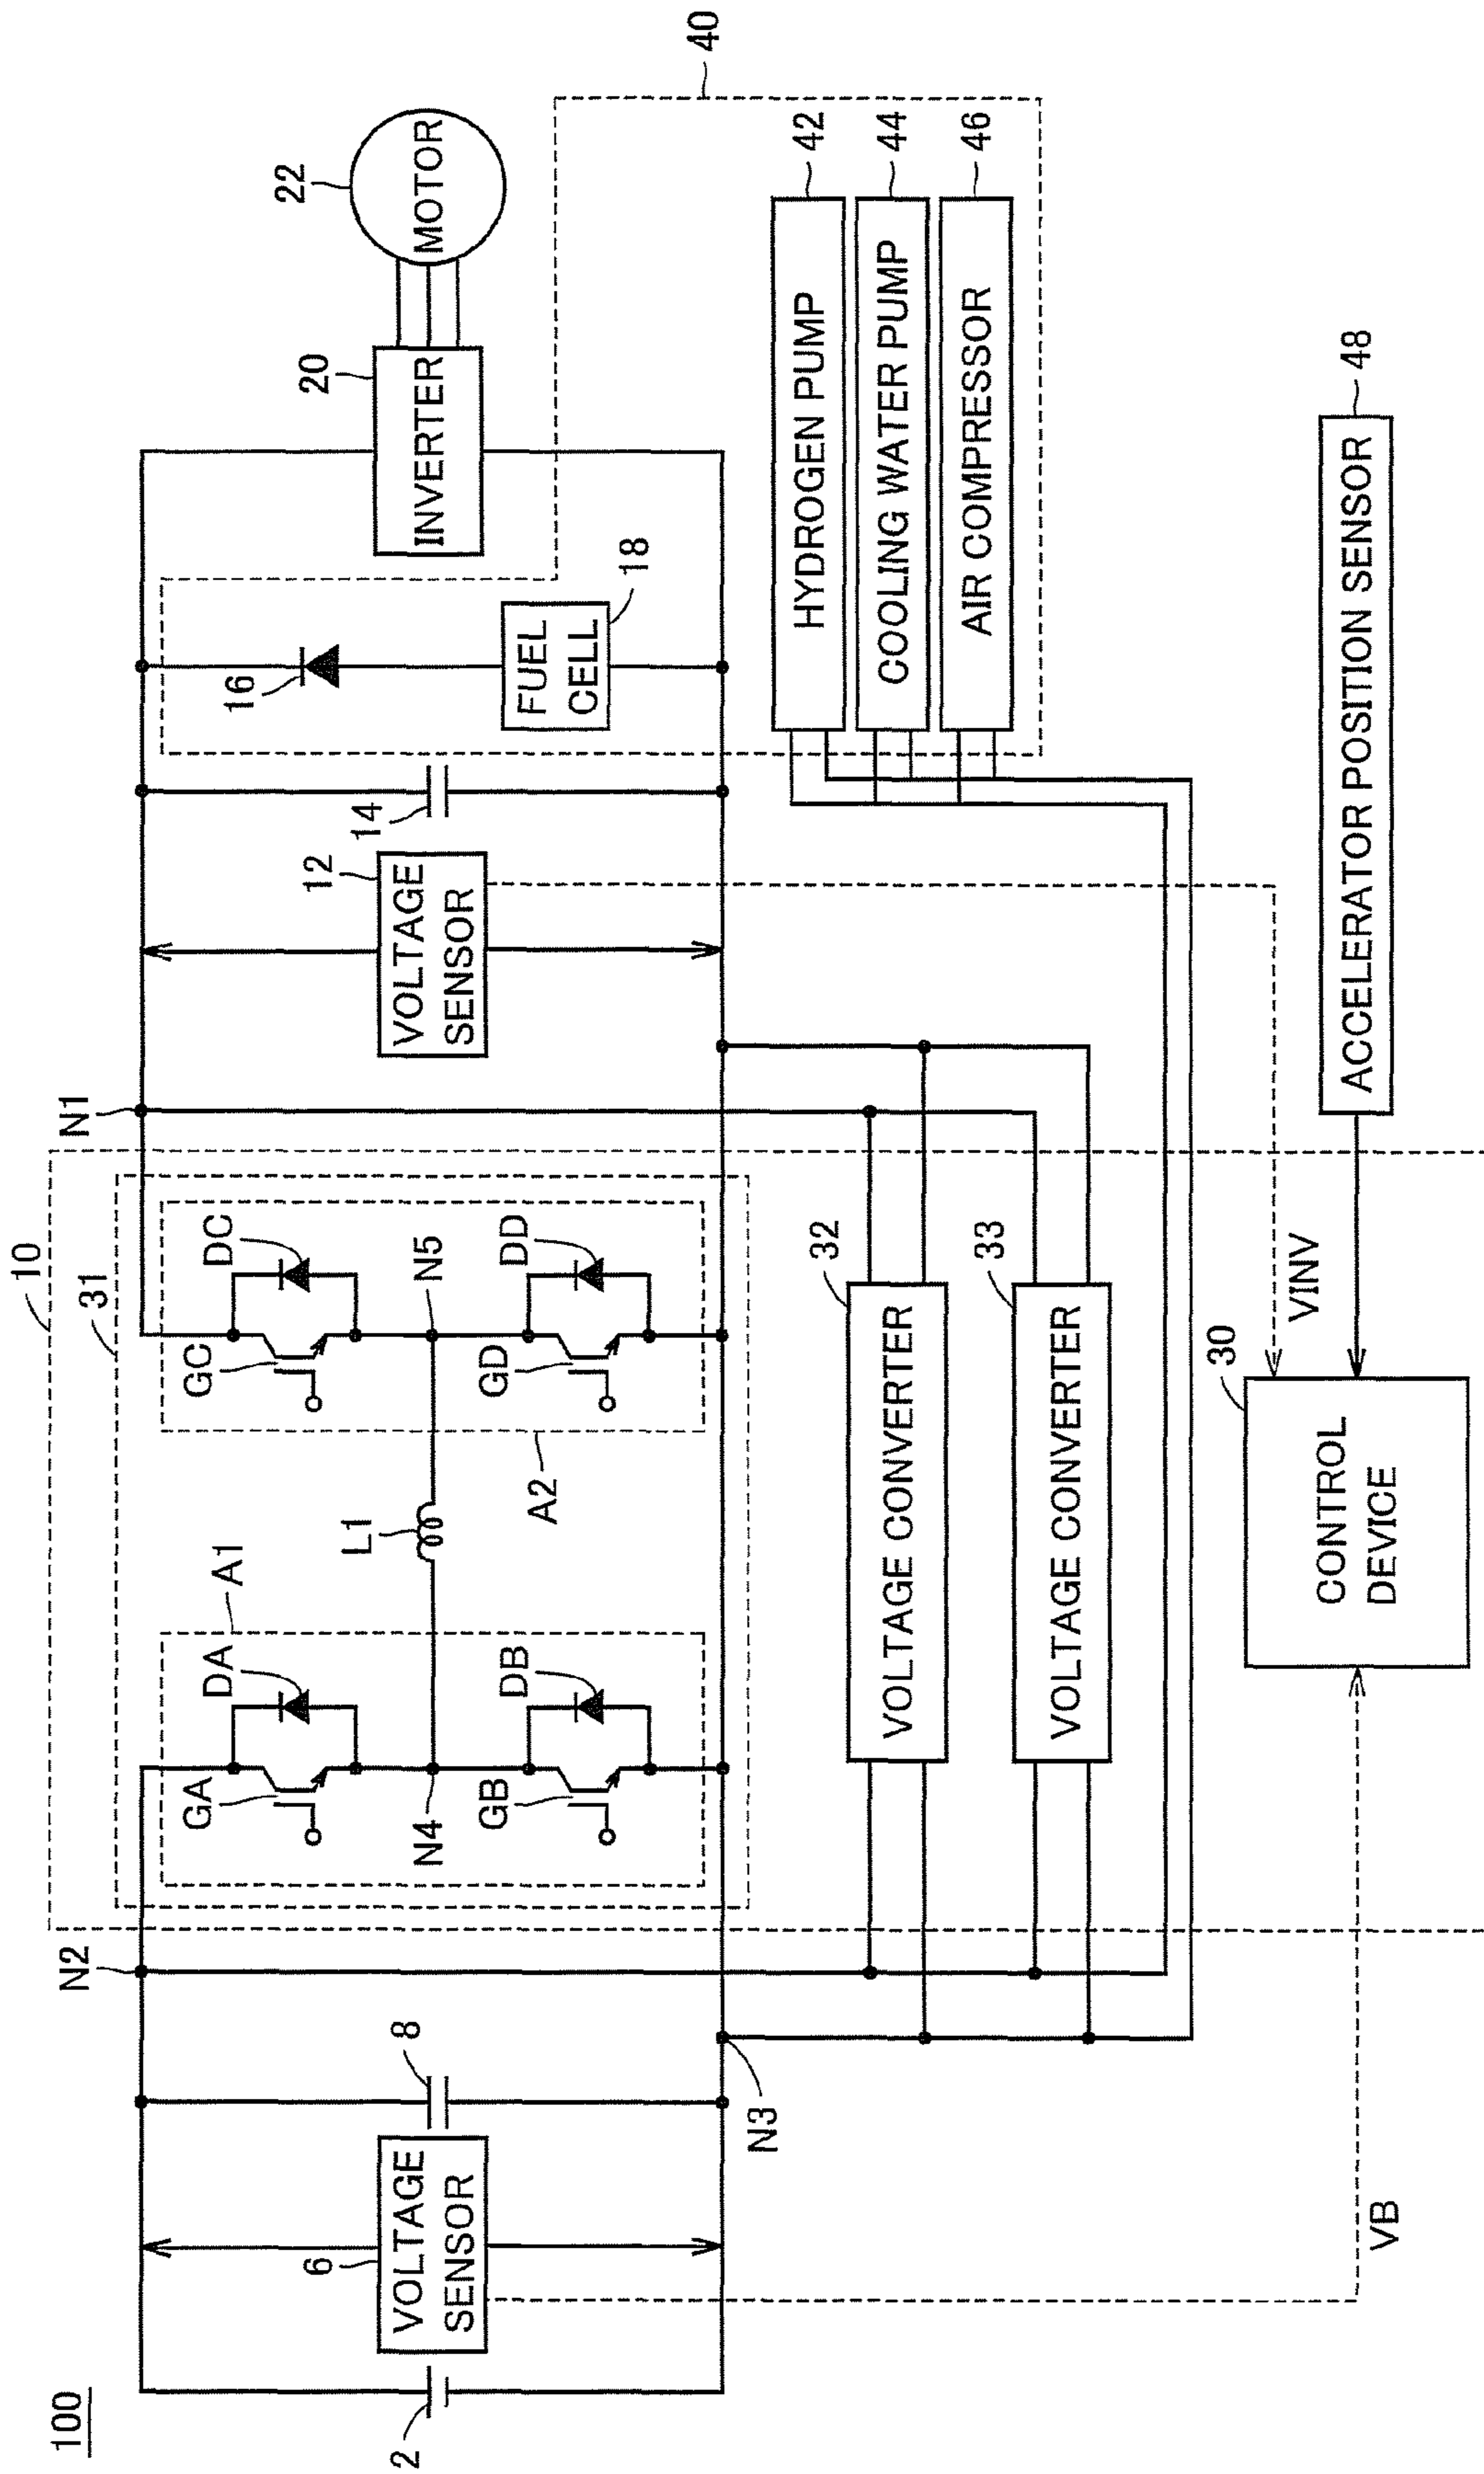 100
10
31
40
N2
N1
22
MOTOR
20
INVERTER
DA
GA
A1
DC
GC
16
12
VOLTAGE
SENSOR
14
FUEL
CELL
18
2
6
VOLTAGE
SENSOR
8
N4
L1
N5
DB
GB
A2
DD
GD
N3
32
VOLTAGE CONVERTER
33
VOLTAGE CONVERTER
HYDROGEN PUMP
42
COOLING WATER PUMP
44
AIR COMPRESSOR
46
30
CONTROL
DEVICE
VINV
VB
ACCELERATOR POSITION SENSOR
48